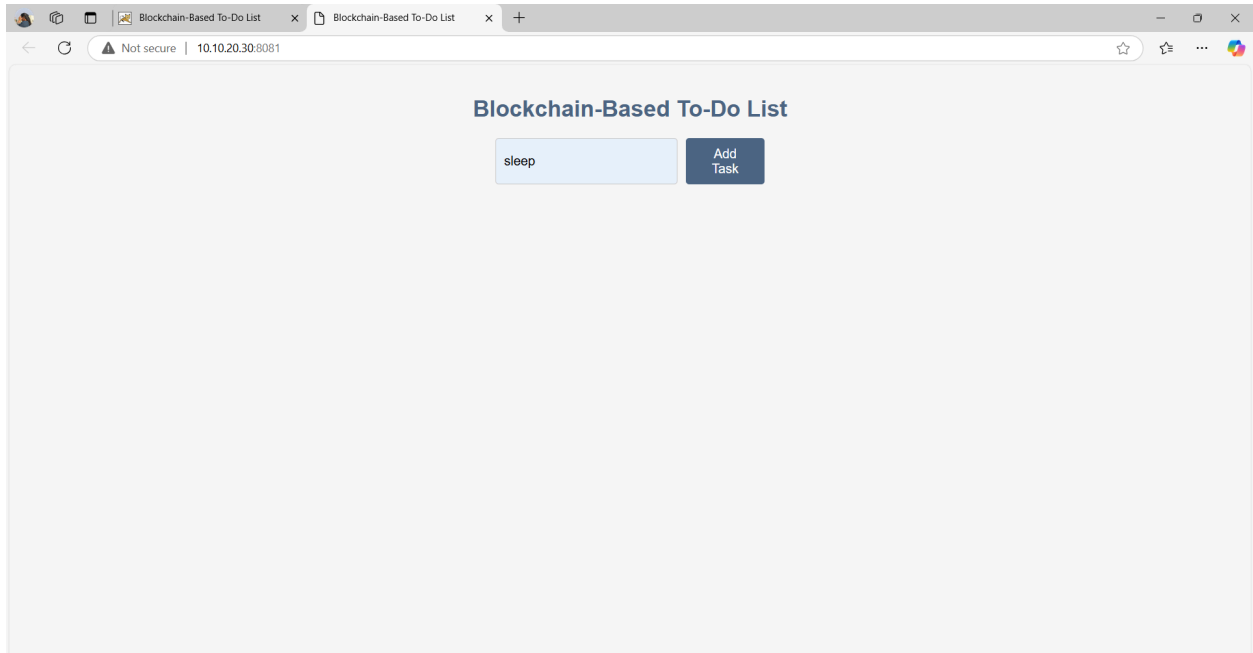 Blockchain-Based To-Do List
Blockchain-Based To-Do List
Not secure | 10.10.20.30:8081
Blockchain-Based To-Do List
sleep
Add
Task